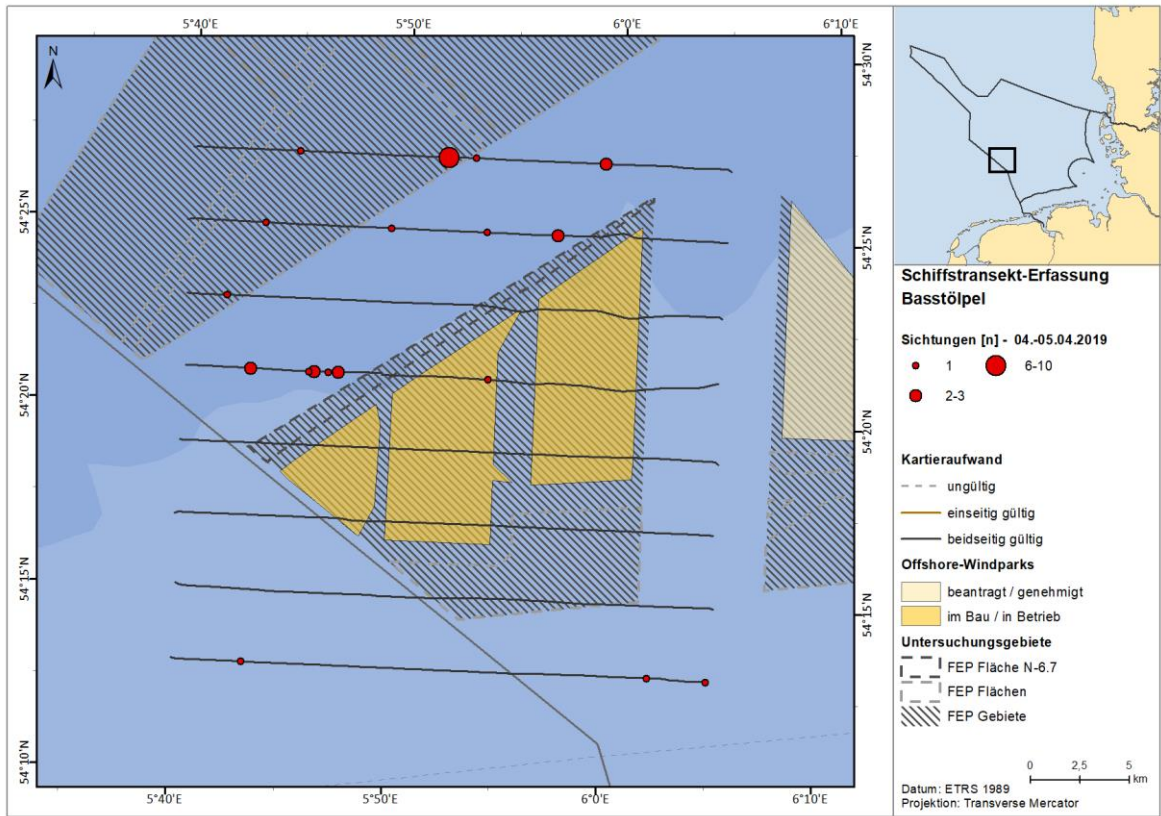 5°40'E 5°50'E 6°0'E 6°10'E
N
54°30'N
54°25'N
54°25'N
54°20'N
54°20'N
54°15'N
54°15'N
54°10'N
5°40'E 5°50'E 6°0'E 6°10'E
Schiffstransekt-Erfassung
Basstölpel
Sichtungen [n] - 04.-05.04.2019
1 6-10
2-3
Kartieraufwand
ungültig
einseitig gültig
beidseitig gültig
Offshore-Windparks
beantragt / genehmigt
im Bau / in Betrieb
Untersuchungsgebiete
FEP Fläche N-6.7
FEP Flächen
FEP Gebiete
0 2,5 5
km
Datum: ETRS 1989
Projektion: Transverse Mercator